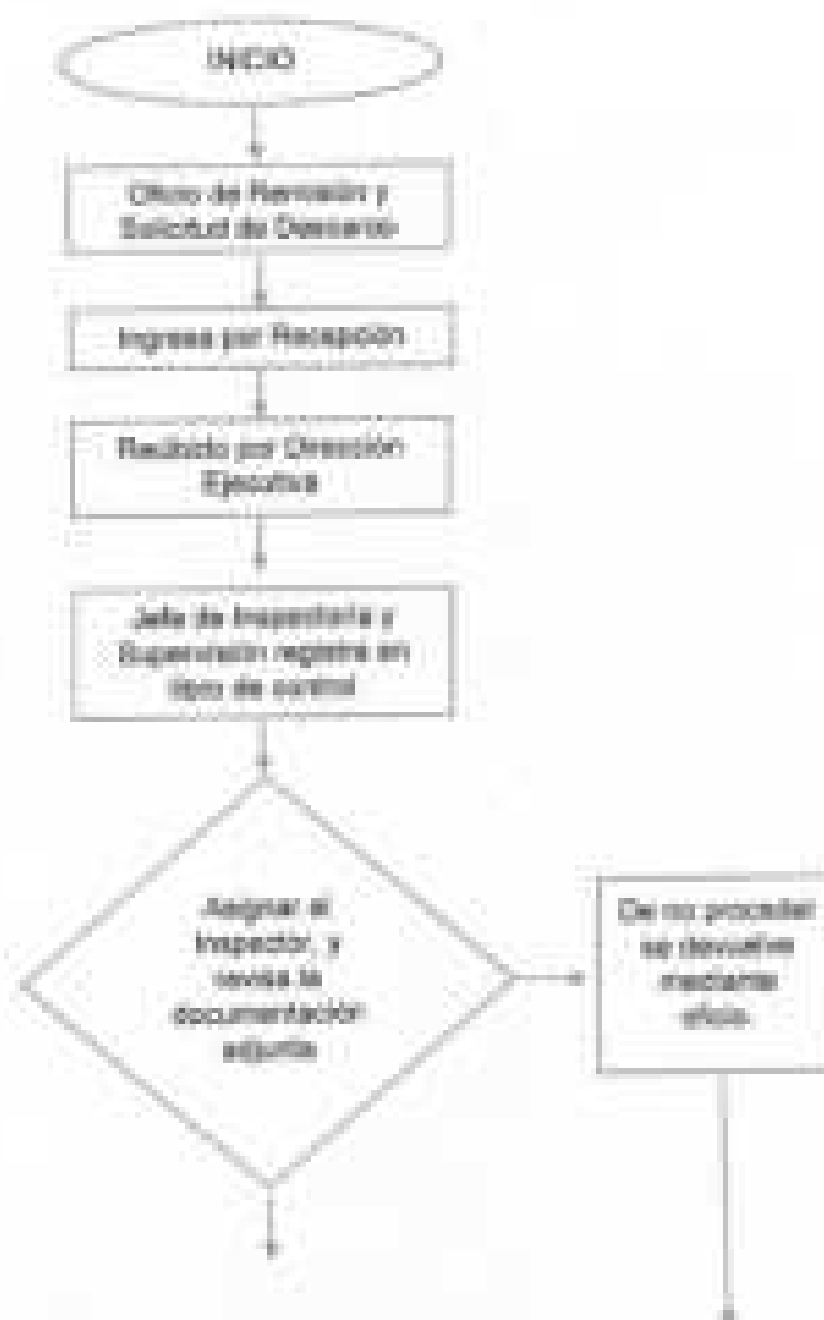 INICIO
Oficio de Remisión y
Solicitud de Descargo
Ingresa por Recepción
Recibido por Dirección
Ejecutiva
Jefe de Inspectoría y
Supervisión registra en
libro de control
Asignar al
Inspector, y
revisa la
documentación
adjunta
De no proceder
se devuelve
mediante
oficio.